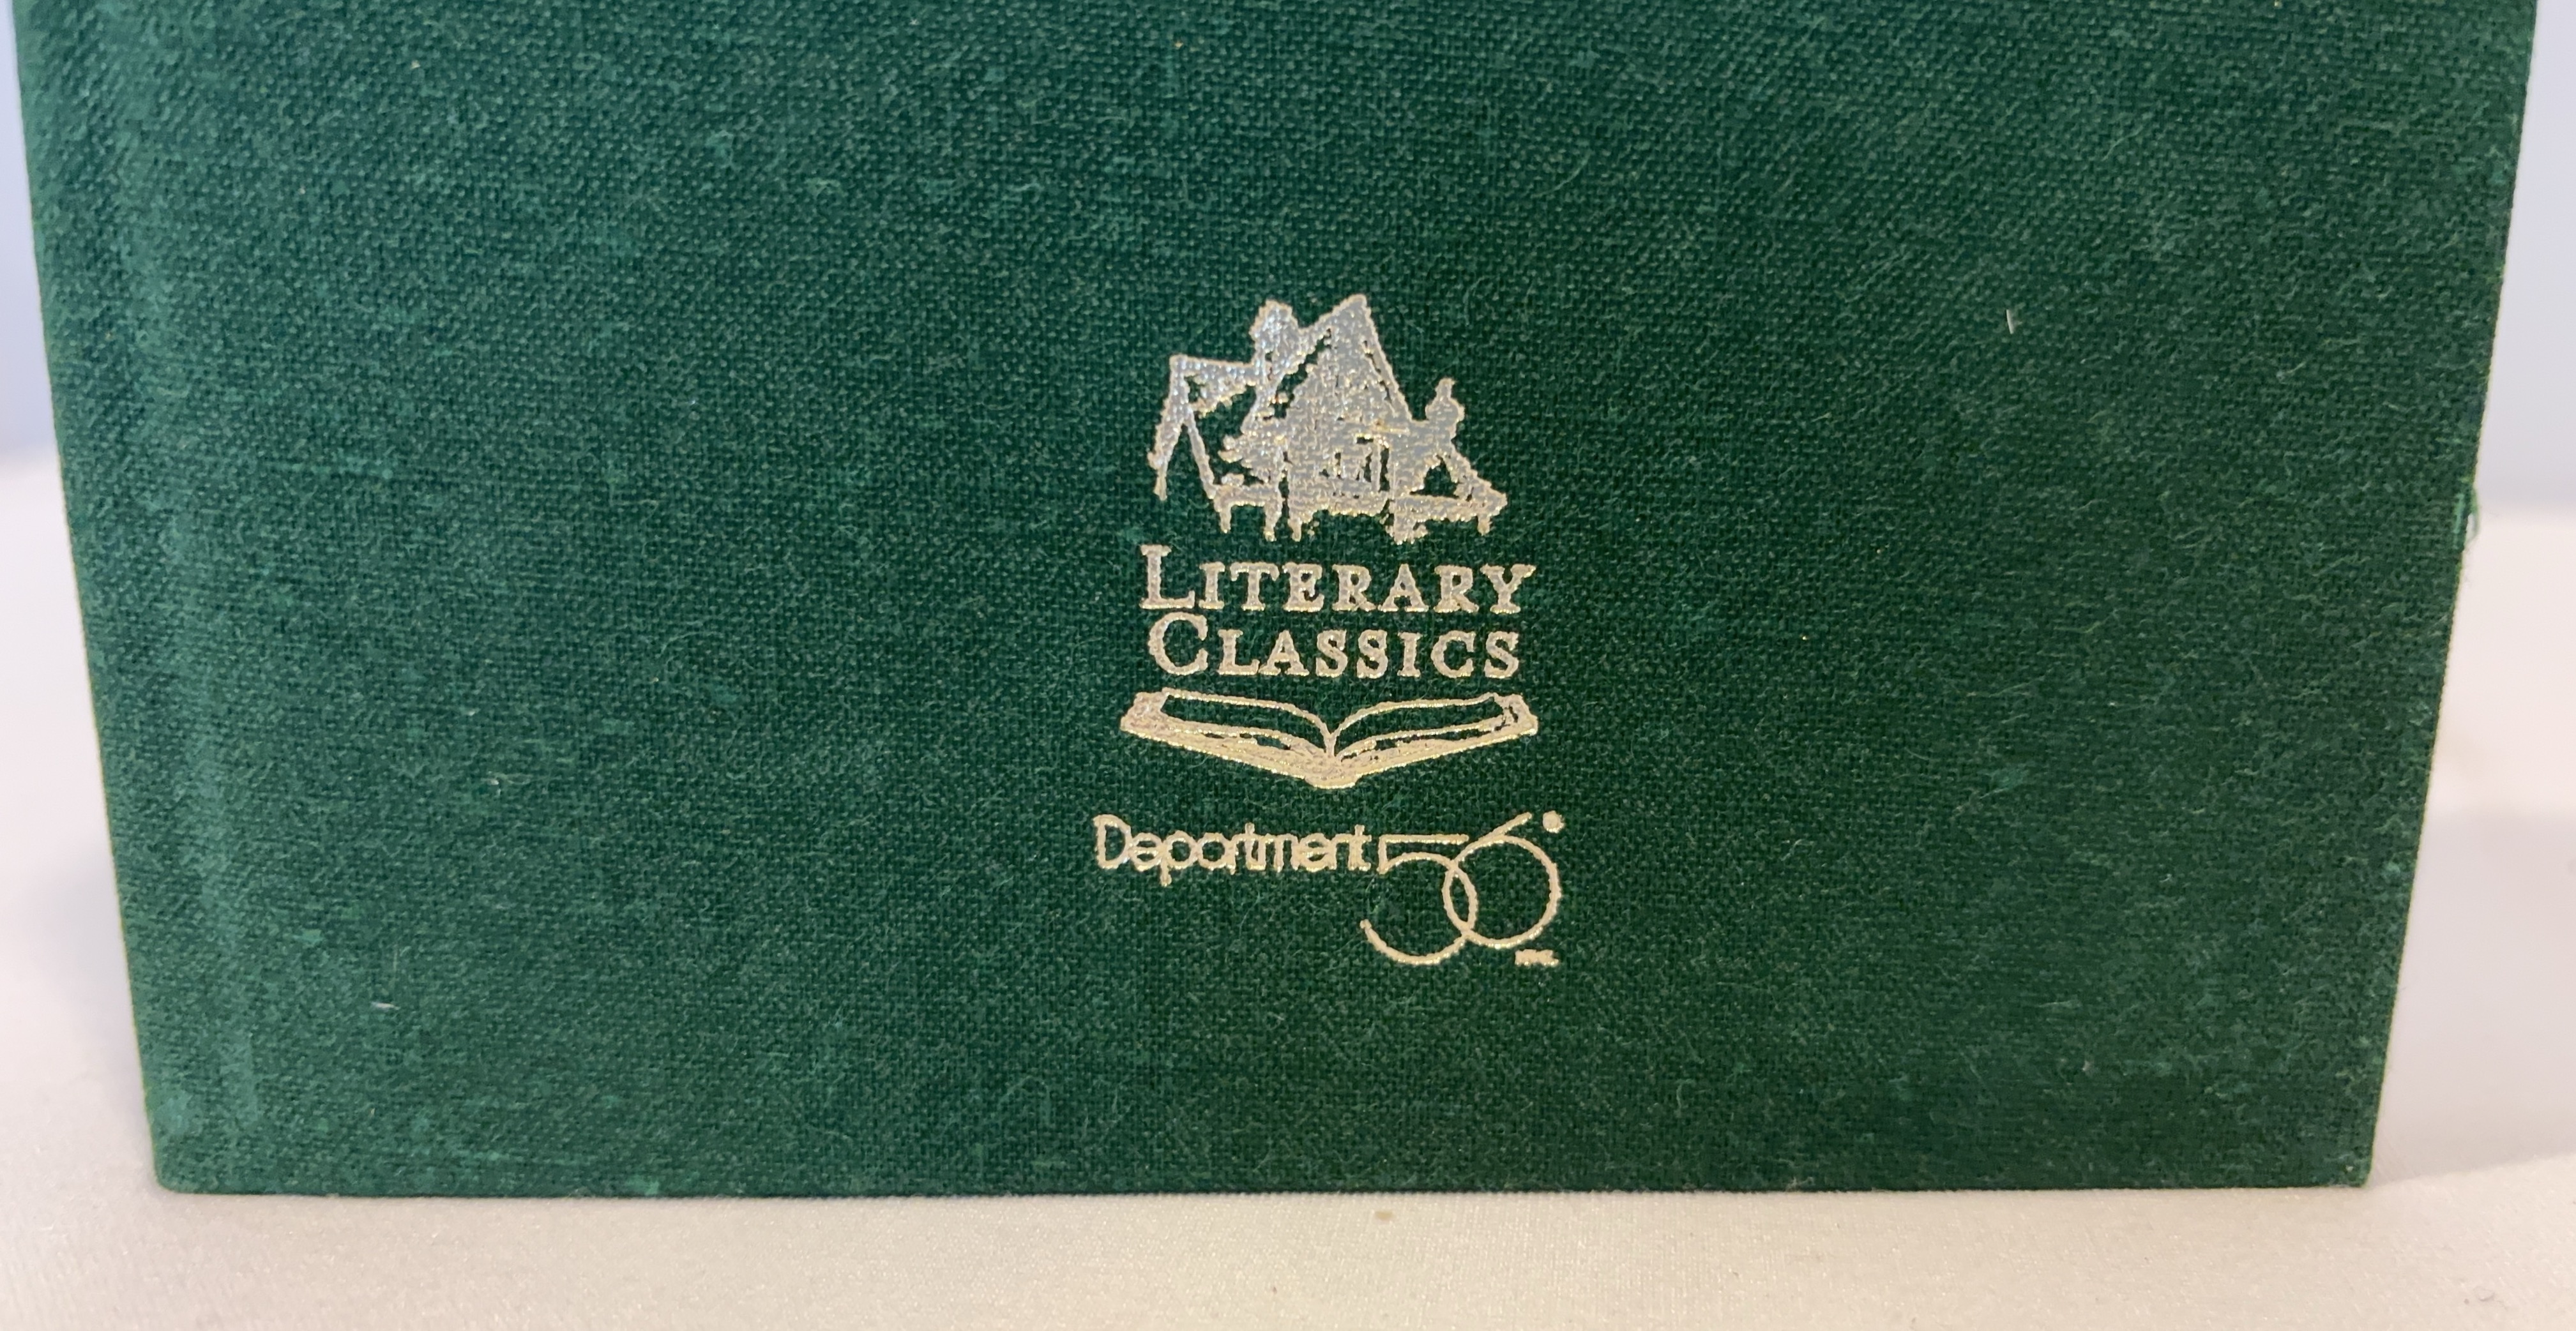 LITERARY
CLASSICS
Department 56